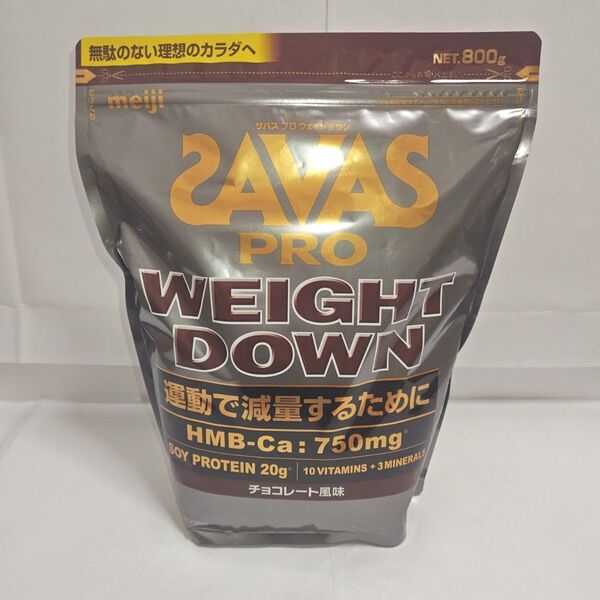 無駄のない理想のカラダへ
NET.800g
meiji
サバス プロ ウェイトダウン
SAVAS
PRO
WEIGHT
DOWN
運動で減量するために
HMB-Ca : 750mg*
SOY PROTEIN 20g* 10 VITAMINS + 3 MINERALS
チョコレート風味